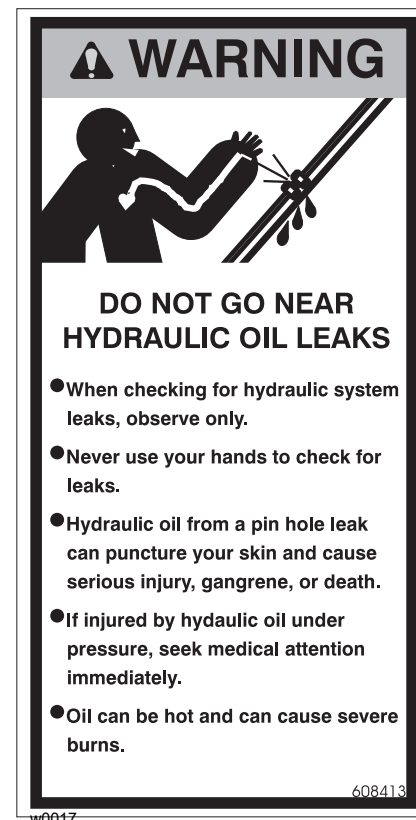 WARNING
DO NOT GO NEAR
HYDRAULIC OIL LEAKS
●When checking for hydraulic system
leaks, observe only.
●Never use your hands to check for
leaks.
●Hydraulic oil from a pin hole leak
can puncture your skin and cause
serious injury, gangrene, or death.
●If injured by hydaulic oil under
pressure, seek medical attention
immediately.
●Oil can be hot and can cause severe
burns.
608413
w0017